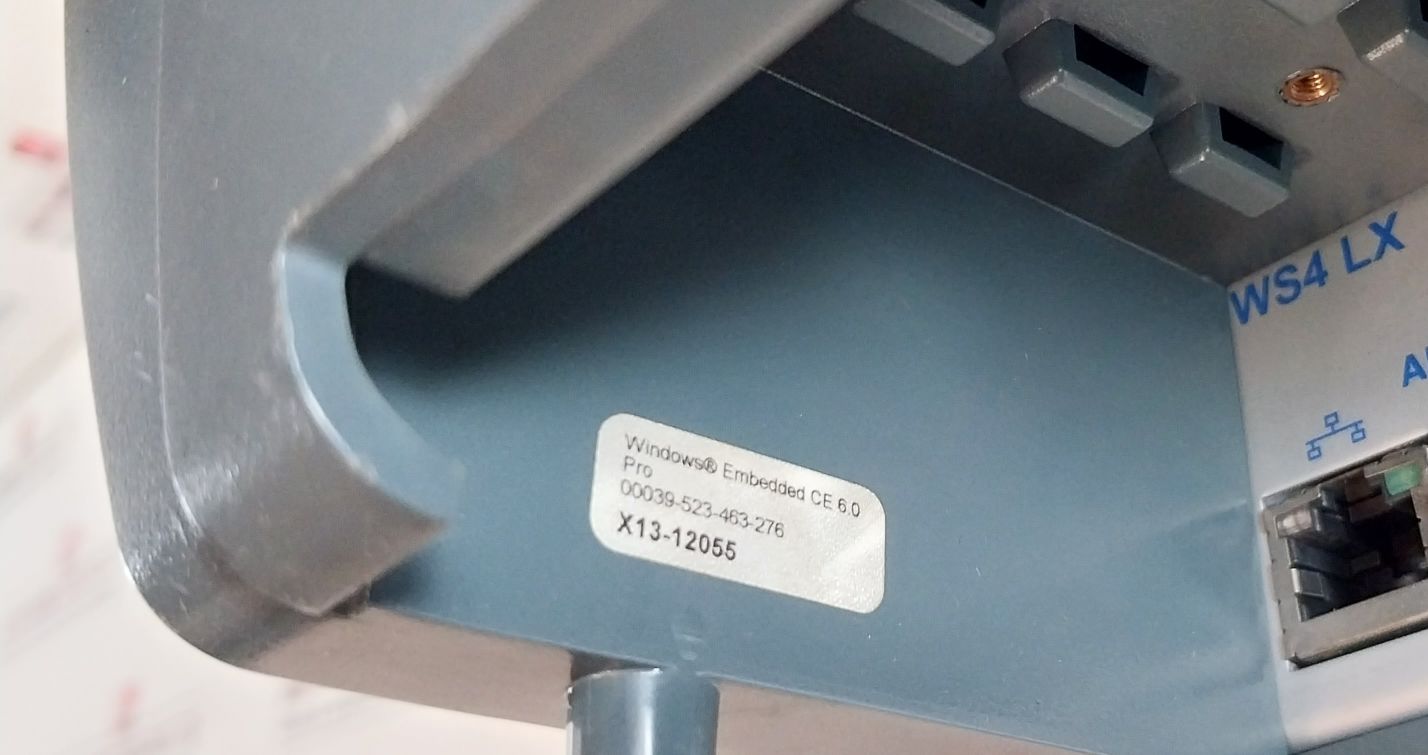 WS4 LX
Windows® Embedded CE 6.0
Pro
00039-523-463-276
X13-12055